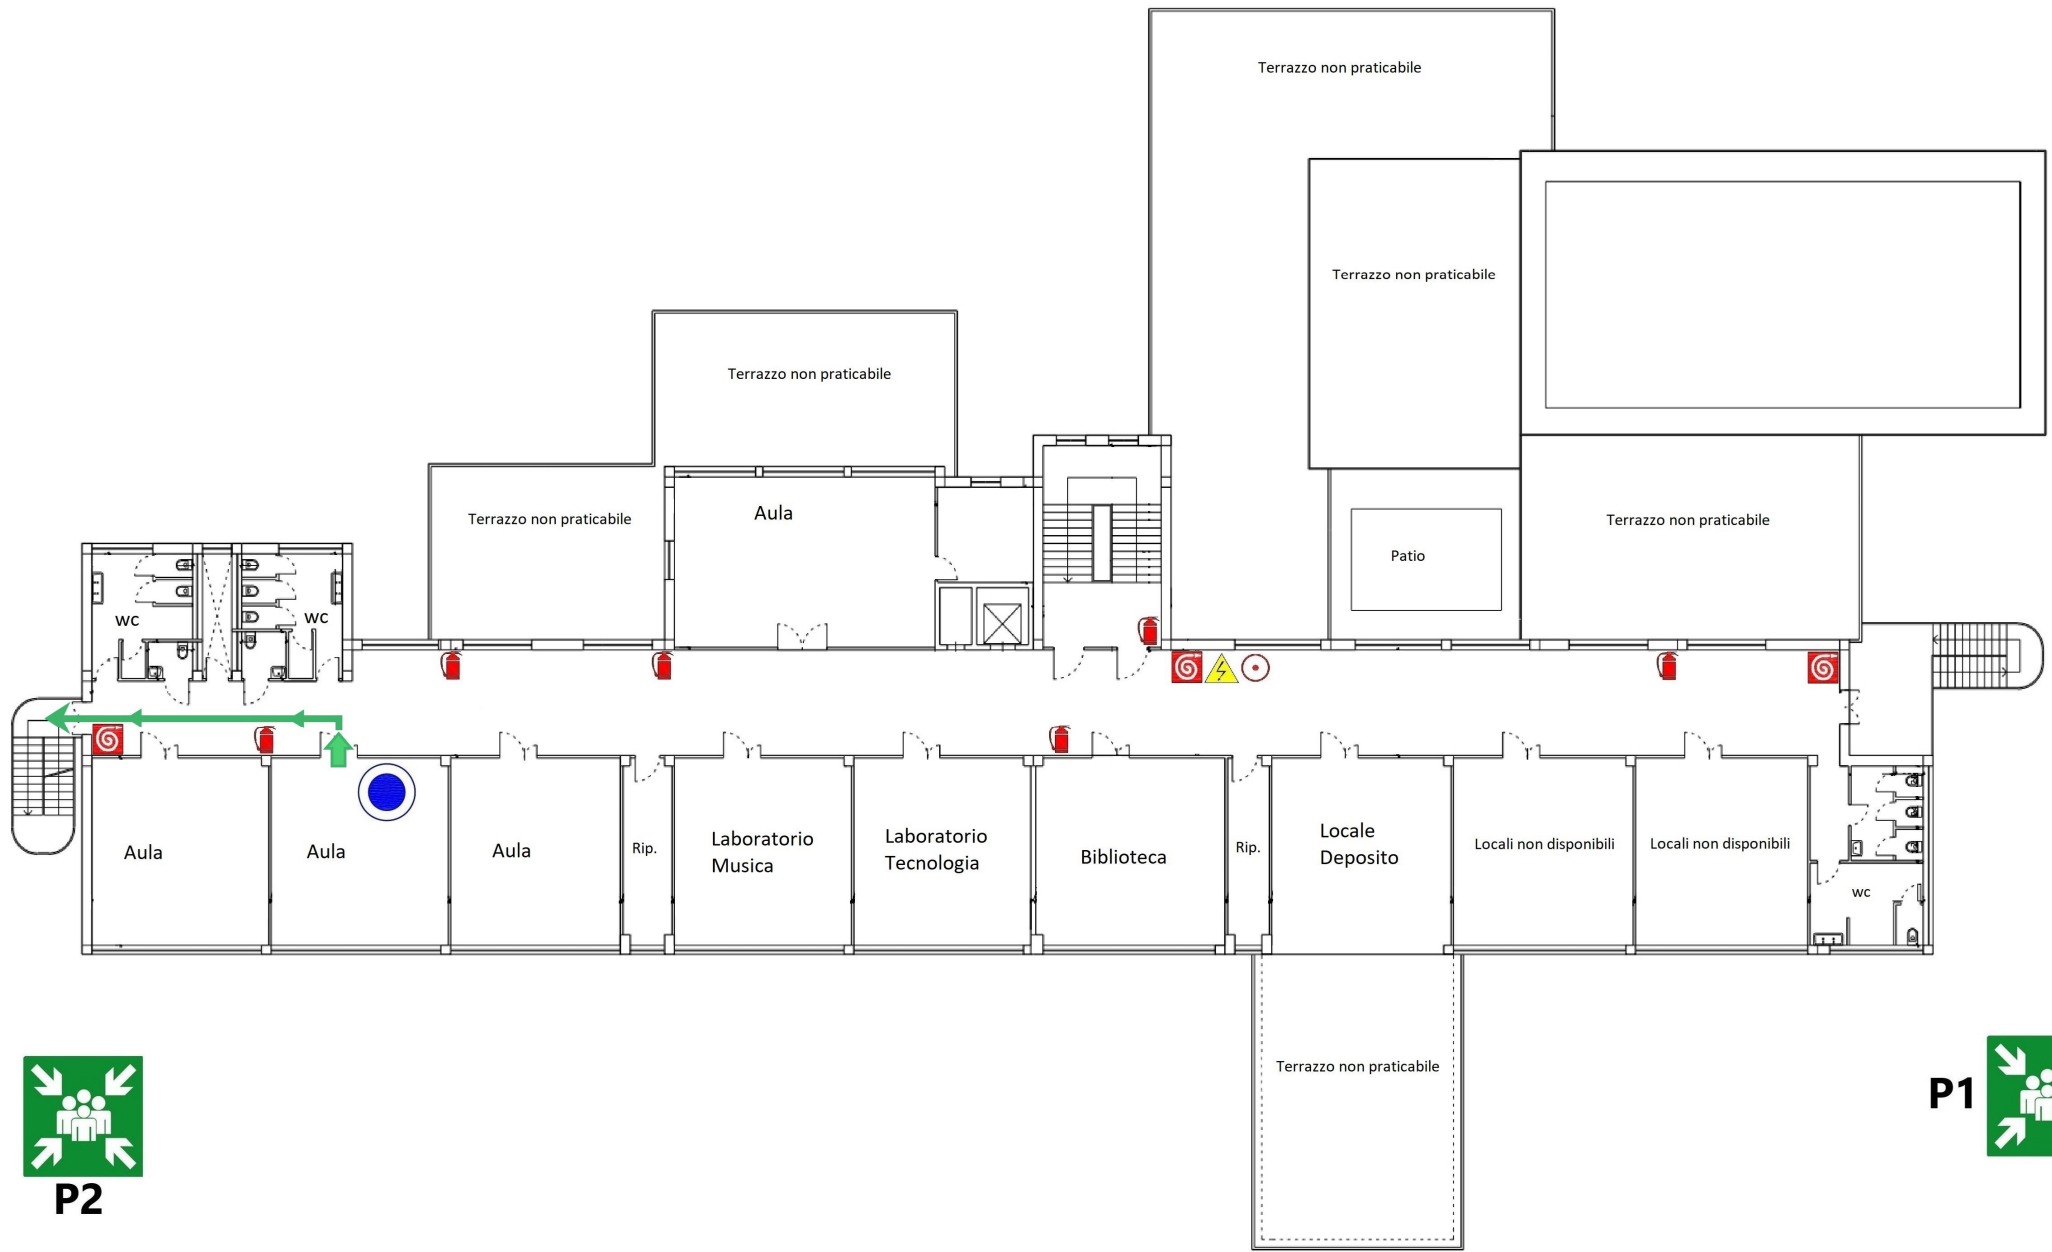 Terrazzo non praticabile
Terrazzo non praticabile
Terrazzo non praticabile
Terrazzo non praticabile
Aula
Terrazzo non praticabile
Patio
wc
wc
Aula
Aula
Aula
Rip.
Laboratorio
Musica
Laboratorio
Tecnologia
Biblioteca
Rip.
Locale
Deposito
Locali non disponibili
Locali non disponibili
wc
Terrazzo non praticabile
P1
P2